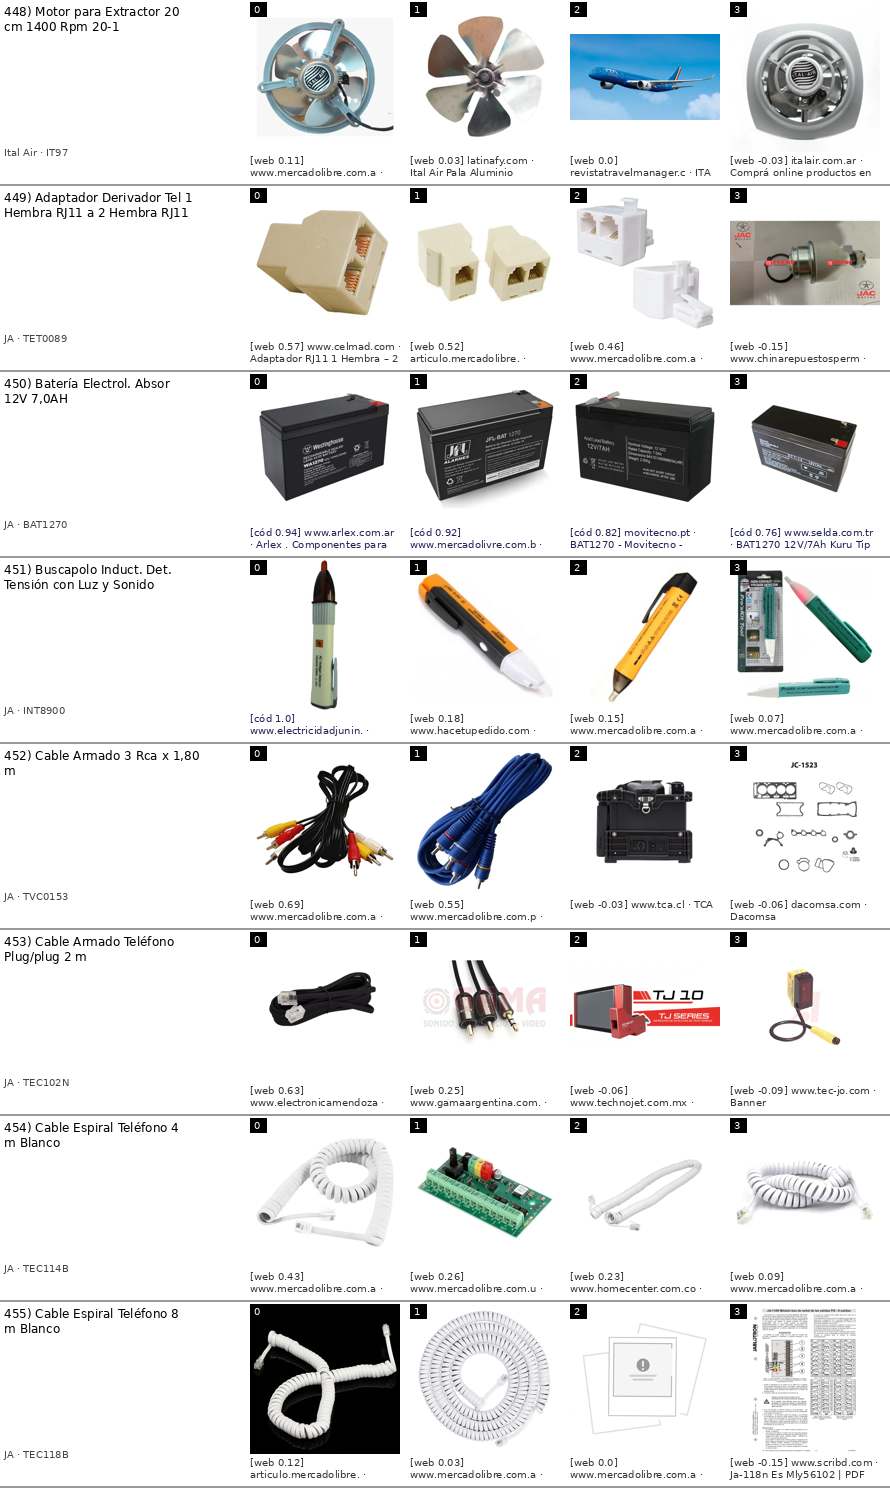 448) Motor para Extractor 20
cm 1400 Rpm 20-1
Ital Air · IT97
0
[web 0.11]
www.mercadolibre.com.a ·
1
[web 0.03] latinafy.com ·
Ital Air Pala Aluminio
2
[web 0.0]
revistatravelmanager.c · ITA
3
[web -0.03] italair.com.ar ·
Comprá online productos en
449) Adaptador Derivador Tel 1
Hembra RJ11 a 2 Hembra RJ11
JA · TET0089
0
[web 0.57] www.celmad.com ·
Adaptador RJ11 1 Hembra – 2
1
[web 0.52]
articulo.mercadolibre. ·
2
[web 0.46]
www.mercadolibre.com.a ·
3
JAC
JAC
[web -0.15]
www.chinarepuestosperm ·
450) Batería Electrol. Absor
12V 7,0AH
JA · BAT1270
0
Westinghouse
WA1270
[cód 0.94] www.arlex.com.ar
· Arlex . Componentes para
1
JFL
ALARMES
JFL-BAT 1270
[cód 0.92]
www.mercadolivre.com.b ·
2
12V/7AH
[cód 0.82] movitecno.pt ·
BAT1270 - Movitecno -
3
[cód 0.76] www.selda.com.tr
· BAT1270 12V/7Ah Kuru Tip
451) Buscapolo Induct. Det.
Tensión con Luz y Sonido
JA · INT8900
0
[cód 1.0]
www.electricidadjunin. ·
1
[web 0.18]
www.hacetupedido.com ·
2
[web 0.15]
www.mercadolibre.com.a ·
3
[web 0.07]
www.mercadolibre.com.a ·
452) Cable Armado 3 Rca x 1,80
m
JA · TVC0153
0
[web 0.69]
www.mercadolibre.com.a ·
1
[web 0.55]
www.mercadolibre.com.p ·
2
[web -0.03] www.tca.cl · TCA
3
JC-1523
[web -0.06] dacomsa.com ·
Dacomsa
453) Cable Armado Teléfono
Plug/plug 2 m
JA · TEC102N
0
[web 0.63]
www.electronicamendoza ·
1
[web 0.25]
www.gamaargentina.com. ·
2
TJ 10
TJ SERIES
[web -0.06]
www.technojet.com.mx ·
3
[web -0.09] www.tec-jo.com ·
Banner
454) Cable Espiral Teléfono 4
m Blanco
JA · TEC114B
0
[web 0.43]
www.mercadolibre.com.a ·
1
[web 0.26]
www.mercadolibre.com.u ·
2
[web 0.23]
www.homecenter.com.co ·
3
[web 0.09]
www.mercadolibre.com.a ·
455) Cable Espiral Teléfono 8
m Blanco
JA · TEC118B
0
[web 0.12]
articulo.mercadolibre. ·
1
[web 0.03]
www.mercadolibre.com.a ·
2
[web 0.0]
www.mercadolibre.com.a ·
3
[web -0.15] www.scribd.com ·
Ja-118n Es Mly56102 | PDF